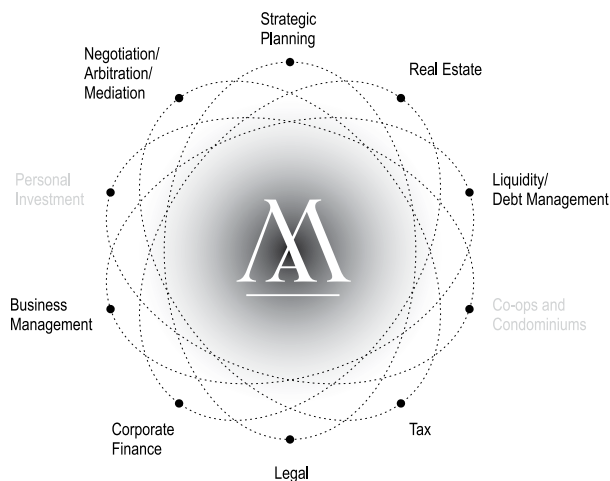 Strategic
Planning
Negotiation/
Arbitration/
Mediation
Real Estate
Personal
Investment
Liquidity/
Debt Management
MA
Business
Management
Co-ops and
Condominiums
Corporate
Finance
Tax
Legal